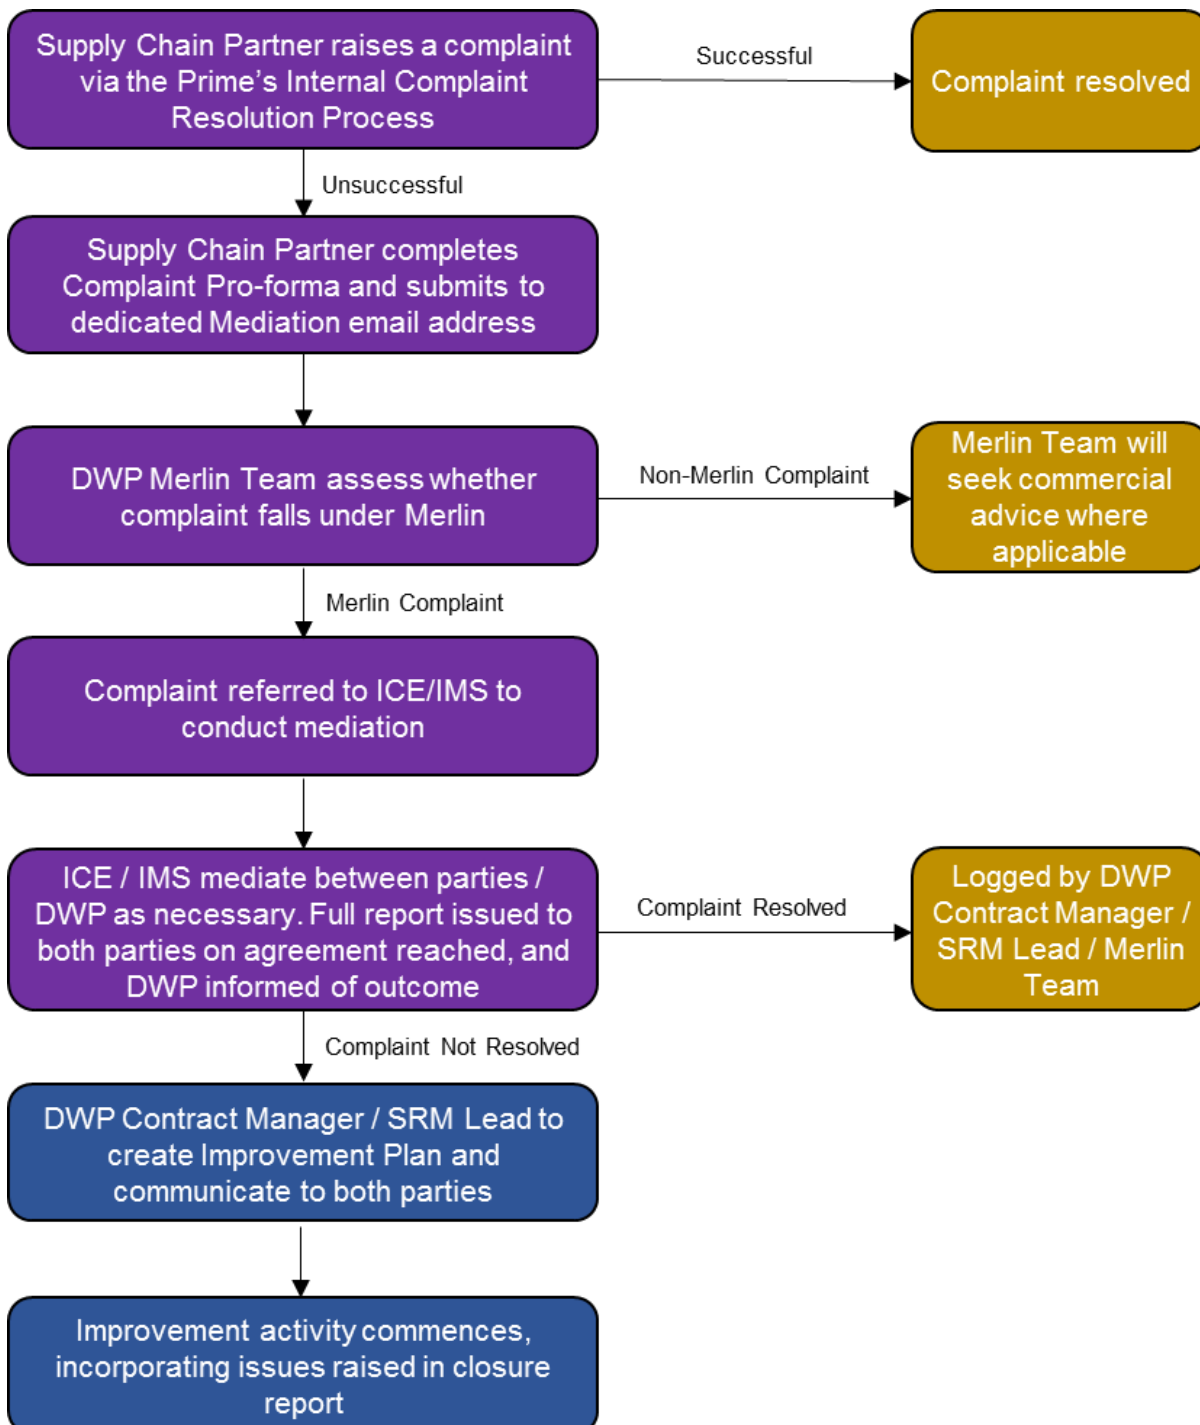 Supply Chain Partner raises a complaint
via the Prime's Internal Complaint
Resolution Process
Successful
Complaint resolved
Unsuccessful
Supply Chain Partner completes
Complaint Pro-forma and submits to
dedicated Mediation email address
DWP Merlin Team assess whether
complaint falls under Merlin
Non-Merlin Complaint
Merlin Team will
seek commercial
advice where
applicable
Merlin Complaint
Complaint referred to ICE/IMS to
conduct mediation
ICE / IMS mediate between parties /
DWP as necessary. Full report issued to
both parties on agreement reached, and
DWP informed of outcome
Complaint Resolved
Logged by DWP
Contract Manager /
SRM Lead / Merlin
Team
Complaint Not Resolved
DWP Contract Manager / SRM Lead to
create Improvement Plan and
communicate to both parties
Improvement activity commences,
incorporating issues raised in closure
report